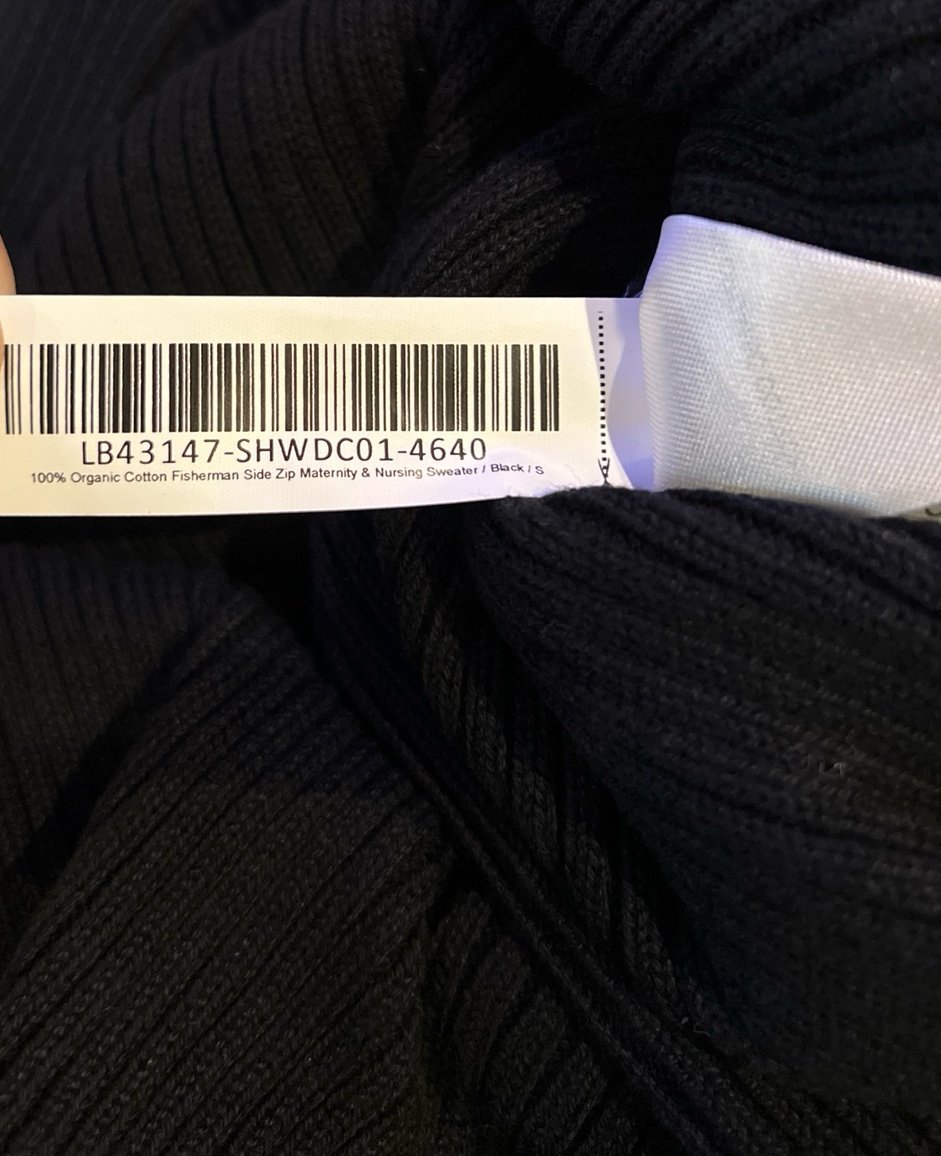 LB43147-SHWDC01-4640
100% Organic Cotton Fisherman Side Zip Maternity & Nursing Sweater / Black / S